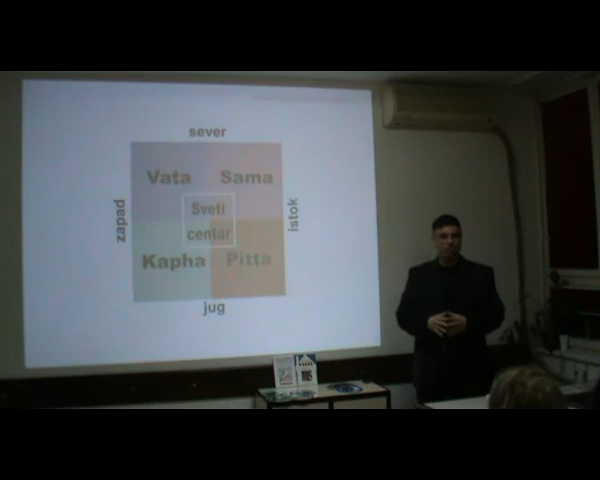 sever
Vata Sama
zapad
Sveti
centar
istok
Kapha Pitta
jug